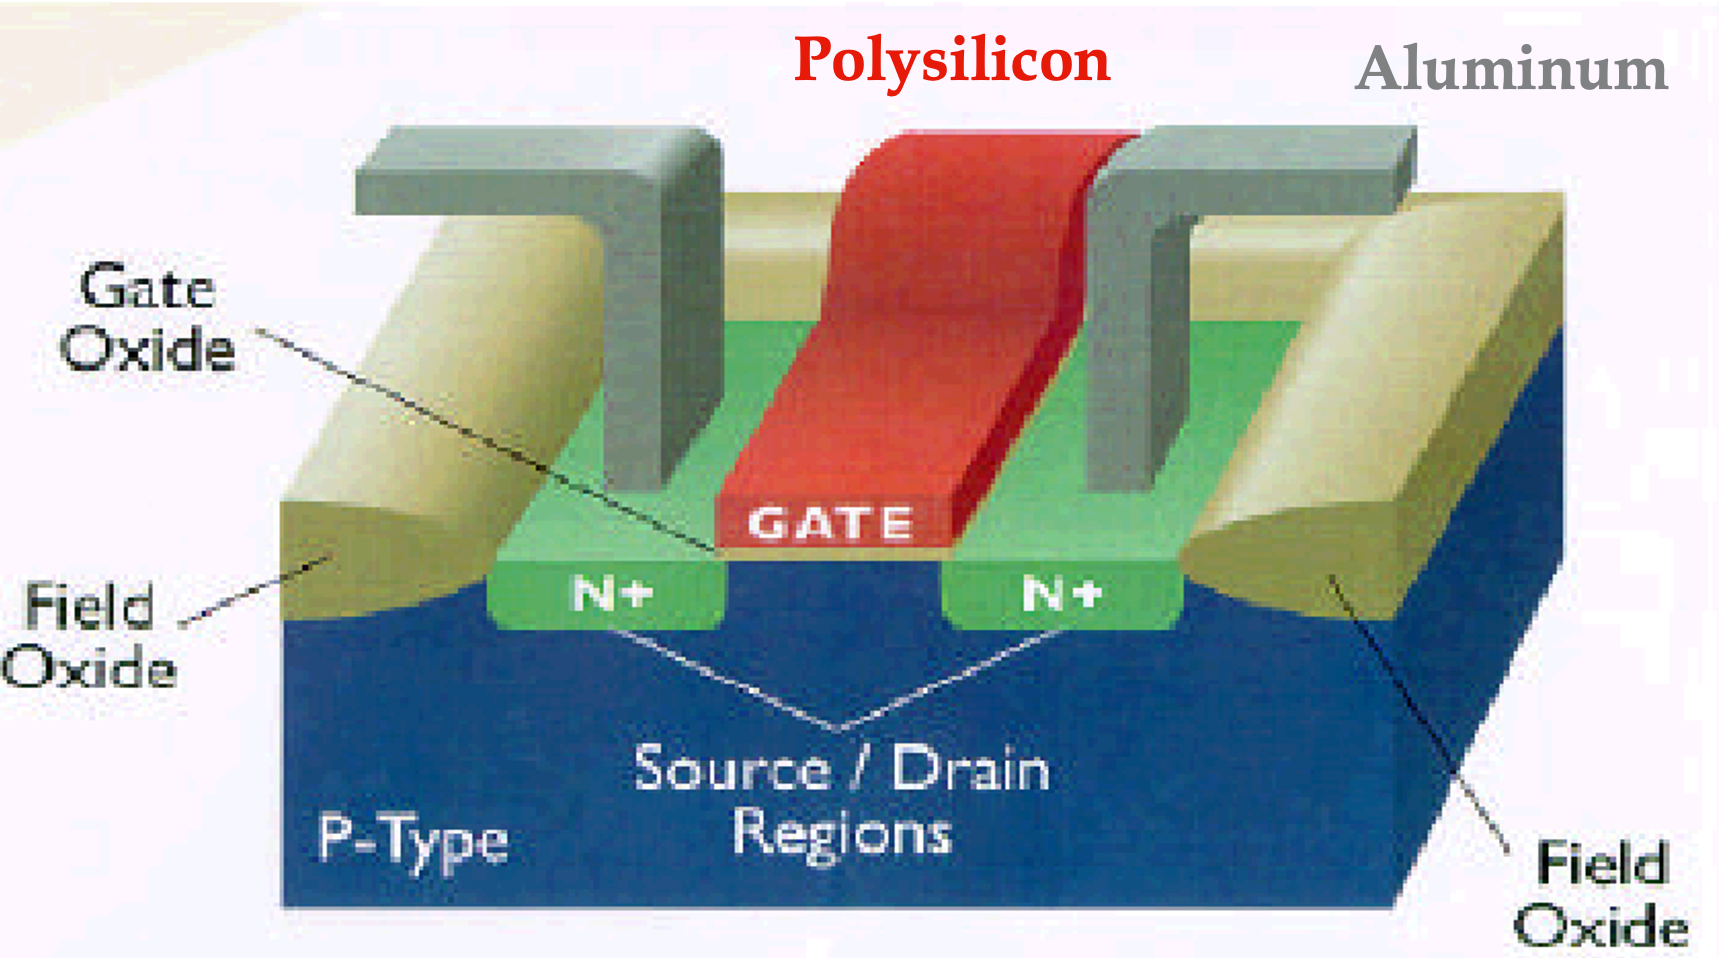 Polysilicon
Aluminum
Gate
Oxide
GATE
N+
N+
Field
Oxide
Source / Drain
Regions
P-Type
Field
Oxide